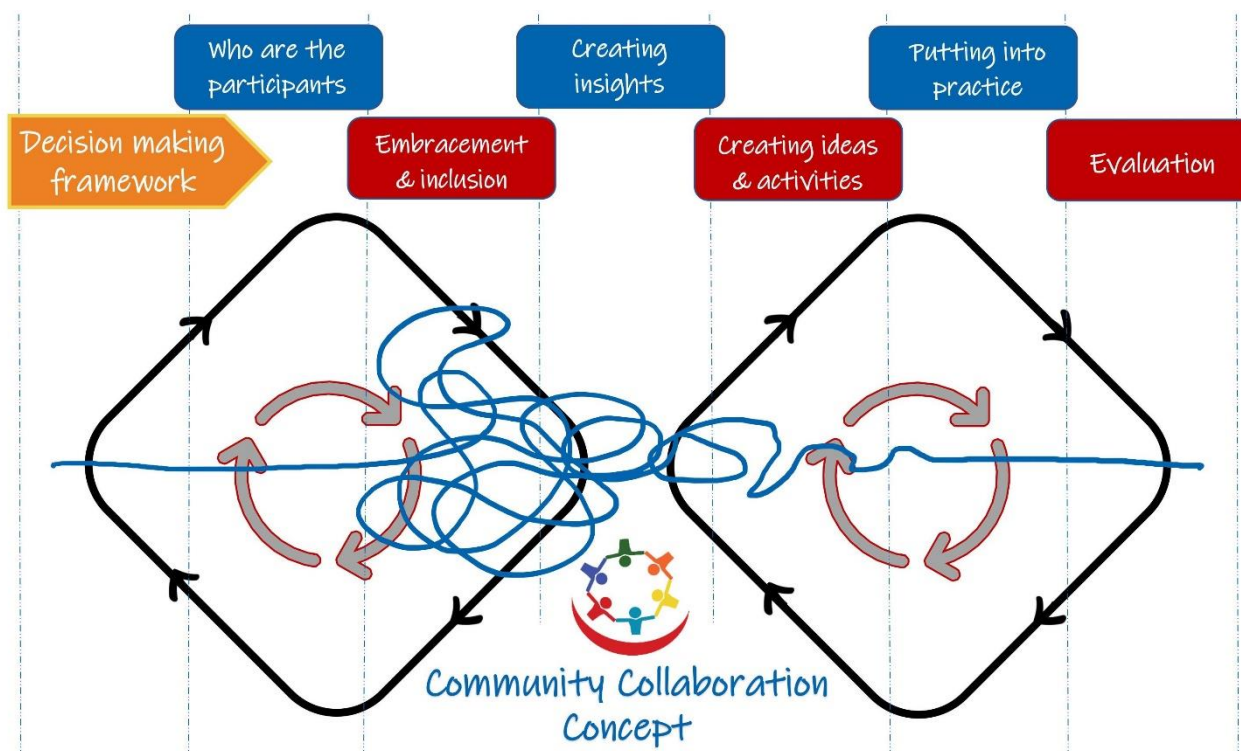 Who are the
participants
Creating
insights
Putting into
practice
Decision making
framework
Embracement
& inclusion
Creating ideas
& activities
Evaluation
Community Collaboration
Concept